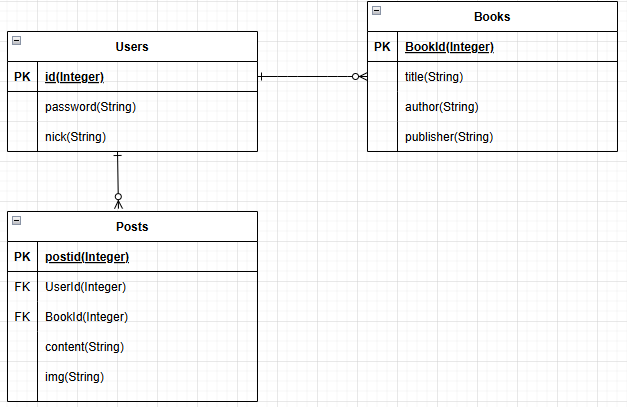 Users
PK id(Integer)
password(String)
nick(String)
Books
PK BookId(Integer)
title(String)
author(String)
publisher(String)
Posts
PK postid(Integer)
FK UserId(Integer)
FK BookId(Integer)
content(String)
img(String)